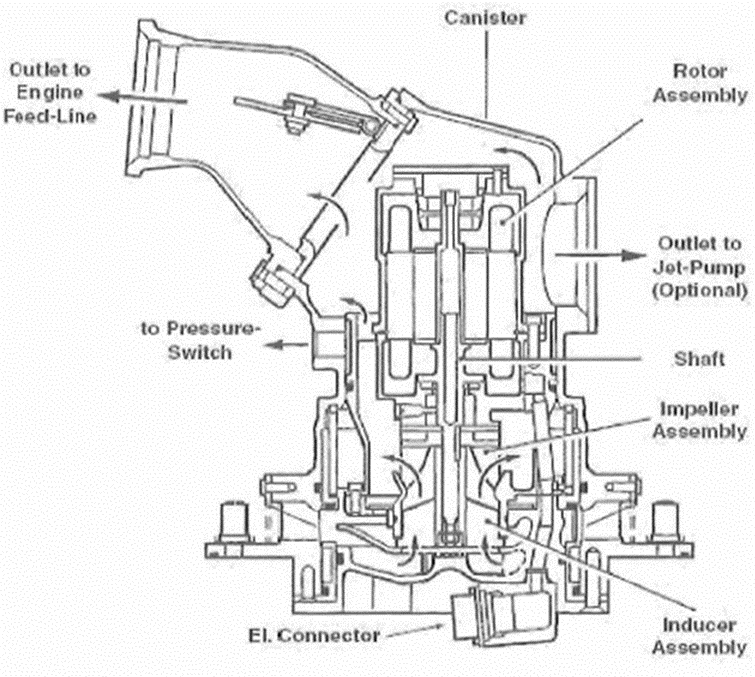 Canister
Outlet to
Engine
Feed-Line
Rotor
Assembly
Outlet to
Jet-Pump
(Optional)
to Pressure-
Switch
Shaft
Impeller
Assembly
Inducer
Assembly
El. Connector